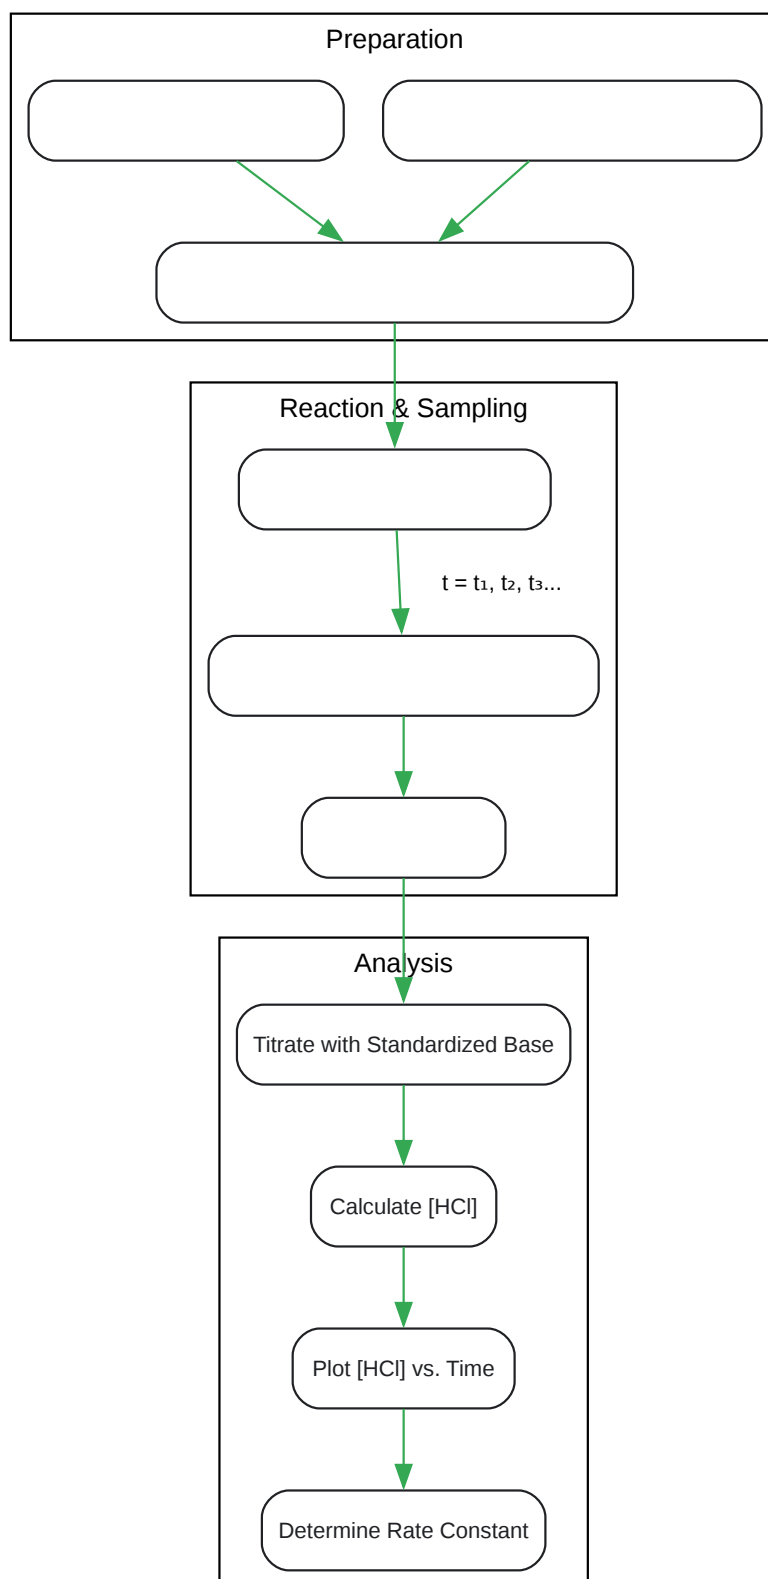 Preparation
Reaction & Sampling
t = t₁, t₂, t₃...
Analysis
Titrate with Standardized Base
Calculate [HCl]
Plot [HCl] vs. Time
Determine Rate Constant